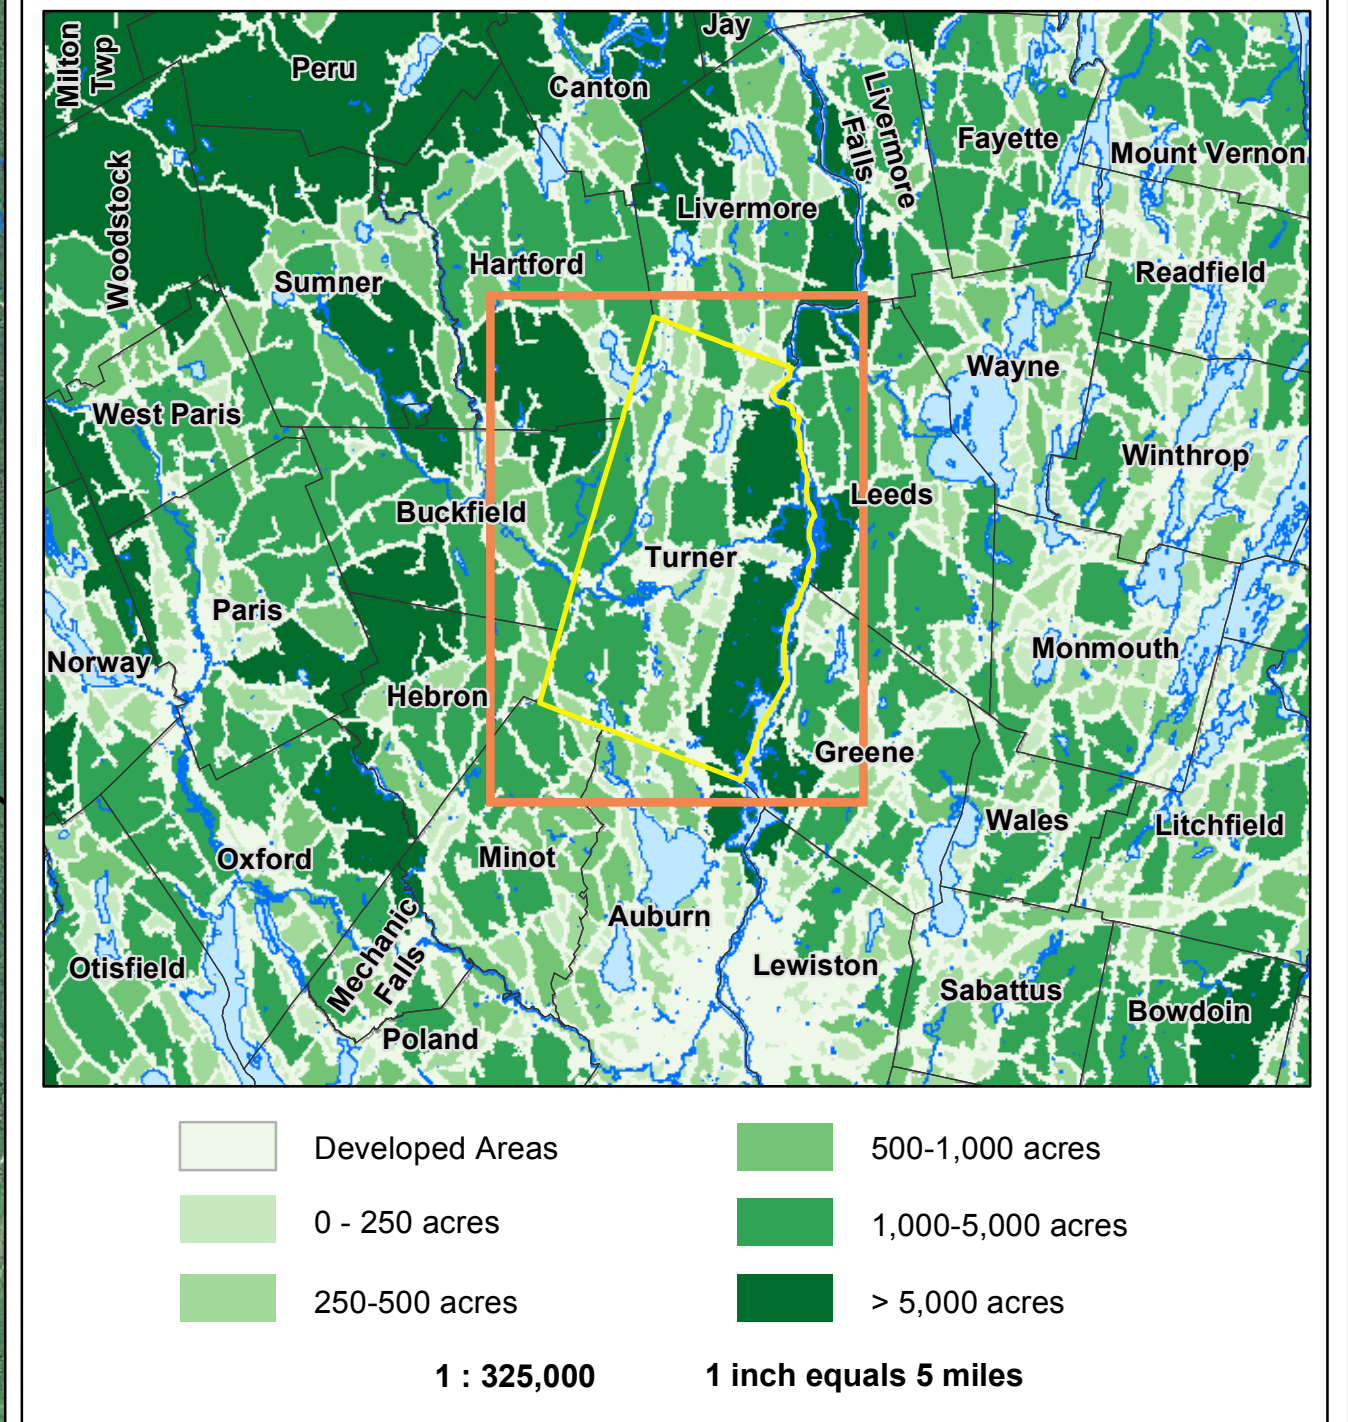 Jay
Milton
Twp
Peru
Canton
Livermore
Falls
Fayette
Mount Vernon
Woodstock
Livermore
Sumner
Hartford
Readfield
Wayne
West Paris
Winthrop
Leeds
Buckfield
Turner
Paris
Monmouth
Norway
Hebron
Greene
Wales
Litchfield
Oxford
Minot
Auburn
Mechanic
Falls
Otisfield
Lewiston
Sabattus
Bowdoin
Poland
Developed Areas
0 - 250 acres
250-500 acres
500-1,000 acres
1,000-5,000 acres
> 5,000 acres
1 : 325,000
1 inch equals 5 miles